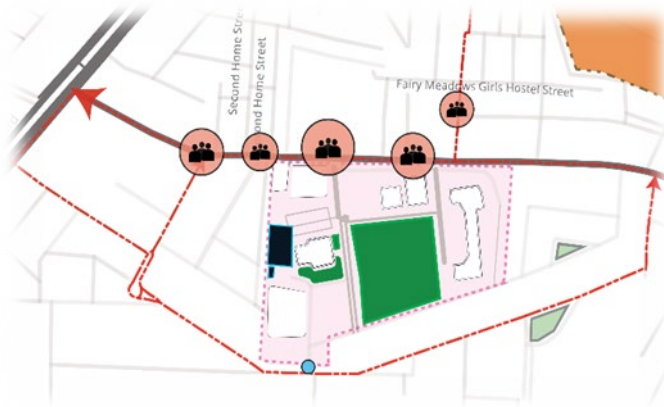 Second Home Stre
ond Home Street
Fairy Meadows Girls Hostel Street